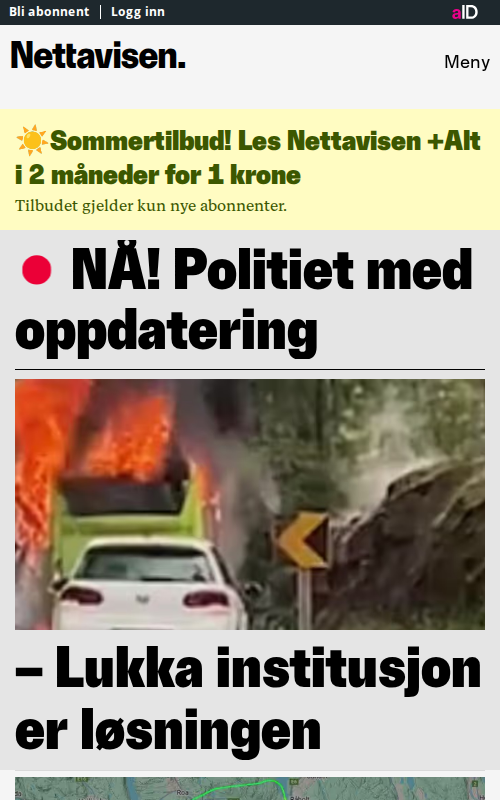 Bli abonnent | Logg inn
aID
Nettavisen.
Meny
☀️Sommertilbud! Les Nettavisen +Alt
i 2 måneder for 1 krone
Tilbudet gjelder kun nye abonnenter.
🔴 NÅ! Politiet med
oppdatering
– Lukka institusjon
er løsningen
Roa